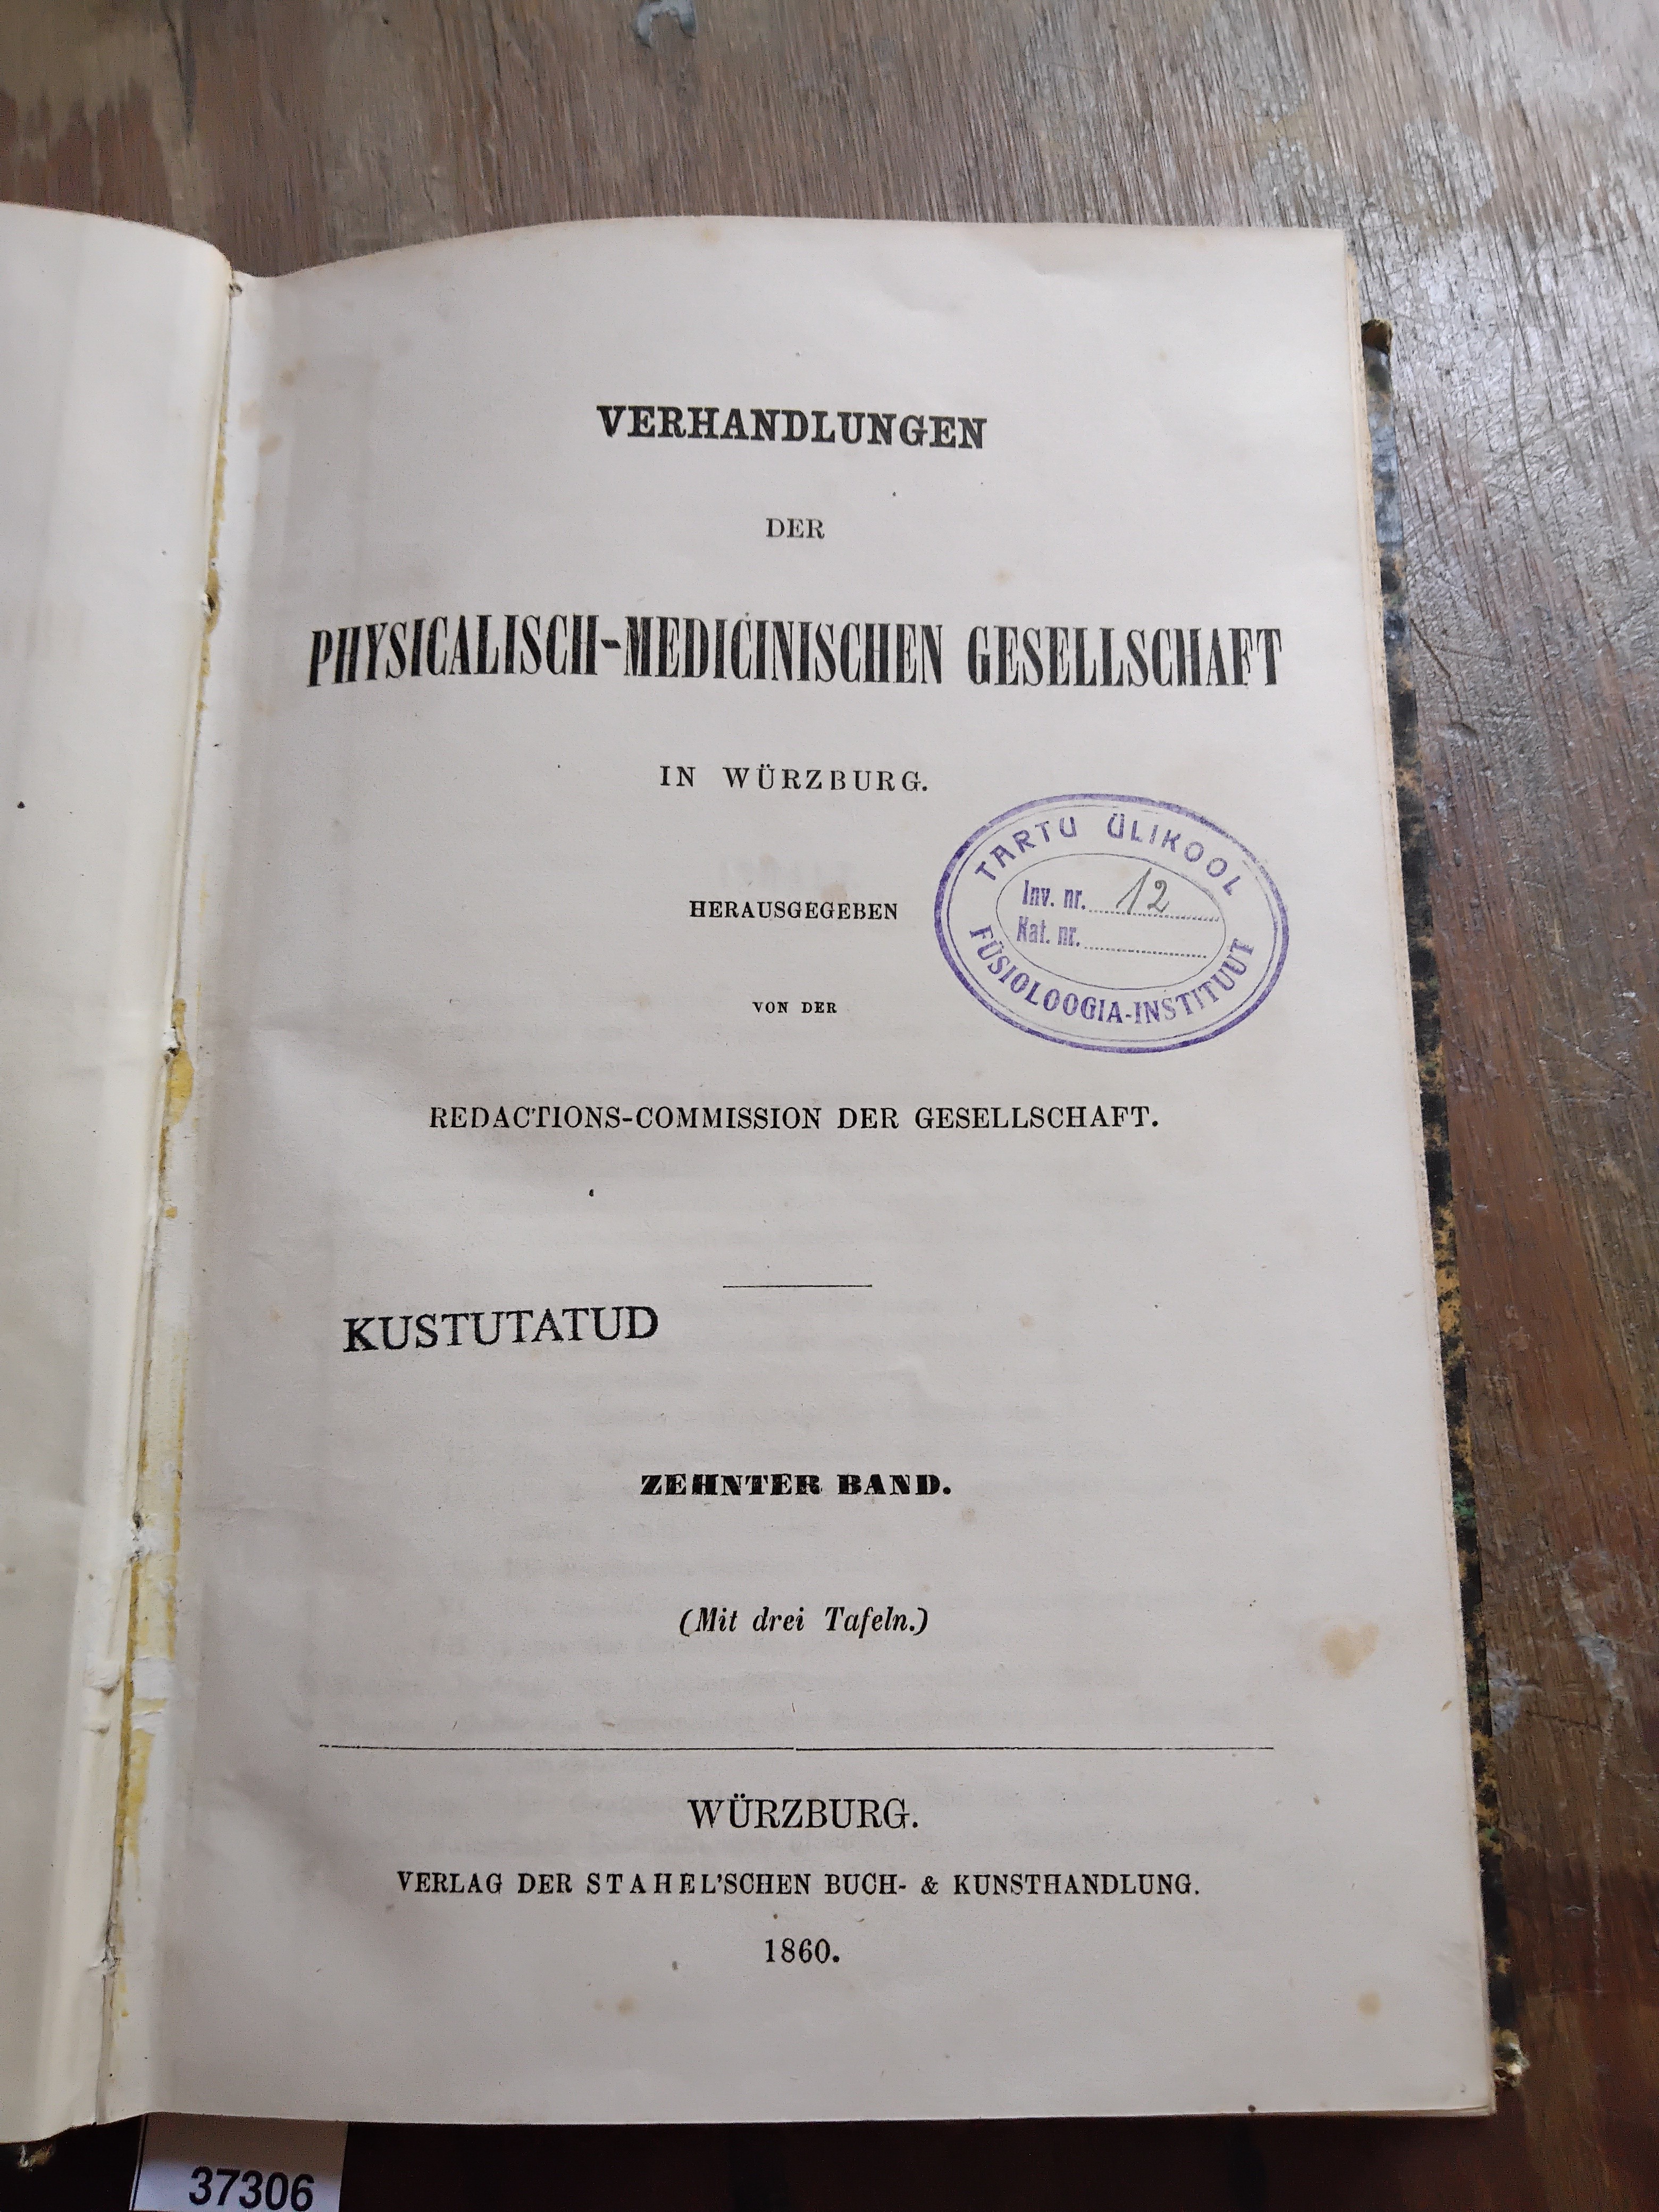 VERHANDLUNGEN
DER
PHYSICALISCH-MEDICINISCHEN GESELLSCHAFT
IN WÜRZBURG.
TARTU ÜLIKOOL
Inv. nr. 12
Kat. nr.
FÜSIOLOOGIA-INSTITUUT
HERAUSGEGEBEN
VON DER
REDACTIONS-COMMISSION DER GESELLSCHAFT.
KUSTUTATUD
ZEHNTER BAND.
(Mit drei Tafeln.)
WÜRZBURG.
VERLAG DER STAHEL'SCHEN BUCH- & KUNSTHANDLUNG.
1860.
37306